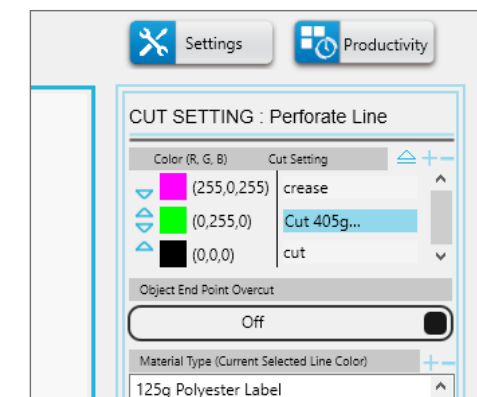 Settings
Productivity
CUT SETTING : Perforate Line
Color (R, G, B) Cut Setting
(255,0,255) crease
(0,255,0) Cut 405g...
(0,0,0) cut
Object End Point Overcut
Off
Material Type (Current Selected Line Color)
125g Polyester Label